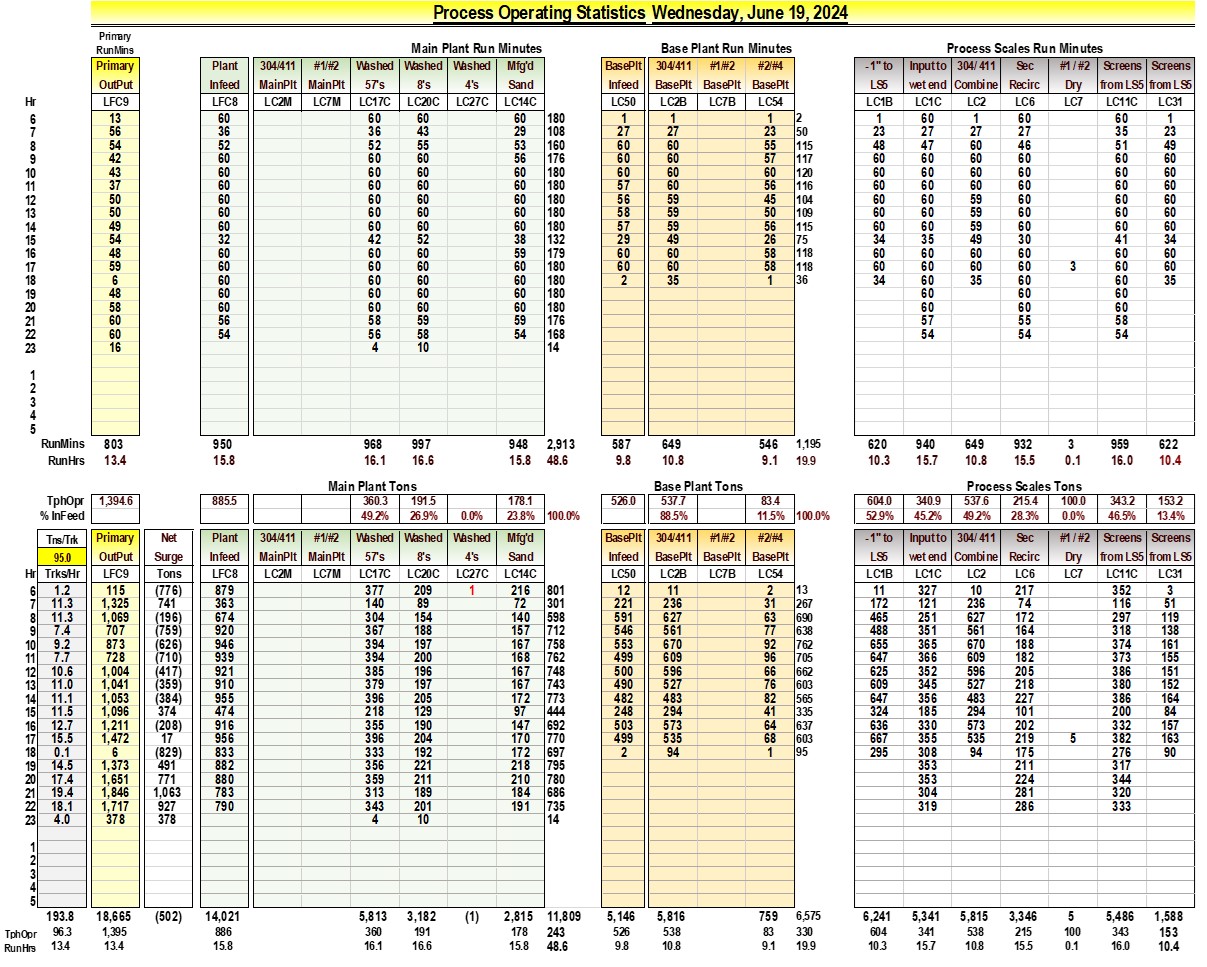 Process Operating Statistics Wednesday, June 19, 2024
Primary
RunMins Main Plant Run Minutes Base Plant Run Minutes Process Scales Run Minutes
Primary Plant 304/411 #1/#2 Washed Washed Washed Mfg'd BasePlt 304/411 #1/#2 #2/#4 -1" to Input to 304/ 411 Sec #1 / #2 Screens Screens
OutPut Infeed MainPlt MainPlt 57's 8's 4's Sand Infeed BasePlt BasePlt BasePlt LS5 wet end Combine Recirc Dry from LS5 from LS5
Hr LFC9 LFC8 LC2M LC7M LC17C LC20C LC27C LC14C LC50 LC2B LC7B LC54 LC1B LC1C LC2 LC6 LC7 LC11C LC31
6 13 60 60 60 60 180 1 1 1 2 1 60 1 60 60 1
7 56 36 36 43 29 108 27 27 23 50 23 27 27 27 35 23
8 54 52 52 55 53 160 60 60 55 115 48 47 60 46 51 49
9 42 60 60 60 56 176 60 60 57 117 60 60 60 60 60 60
10 43 60 60 60 60 180 60 60 60 120 60 60 60 60 60 60
11 37 60 60 60 60 180 57 60 56 116 60 60 60 60 60 60
12 50 60 60 60 60 180 56 59 45 104 60 60 59 60 60 60
13 50 60 60 60 60 180 58 59 50 109 60 60 59 60 60 60
14 49 60 60 60 60 180 57 59 56 115 60 60 59 60 60 60
15 54 32 42 52 38 132 29 49 26 75 34 35 49 30 41 34
16 48 60 60 60 59 179 60 60 58 118 60 60 60 60 60 60
17 59 60 60 60 60 180 60 60 58 118 60 60 60 60 3 60 60
18 6 60 60 60 60 180 2 35 1 36 34 60 35 60 60 35
19 48 60 60 60 60 180 60 60 60
20 58 60 60 60 60 180 60 60 60
21 60 56 58 59 59 176 57 55 58
22 60 54 56 58 54 168 54 54 54
23 16 4 10 14
1
2
3
4
5
RunMins 803 950 968 997 948 2,913 587 649 546 1,195 620 940 649 932 3 959 622
RunHrs 13.4 15.8 16.1 16.6 15.8 48.6 9.8 10.8 9.1 19.9 10.3 15.7 10.8 15.5 0.1 16.0 10.4
Main Plant Tons Base Plant Tons Process Scales Tons
TphOpr 1,394.6 885.5 360.3 191.5 178.1 526.0 537.7 83.4 604.0 340.9 537.6 215.4 100.0 343.2 153.2
% InFeed 49.2% 26.9% 0.0% 23.8% 100.0% 88.5% 11.5% 100.0% 52.9% 45.2% 49.2% 28.3% 0.0% 46.5% 13.4%
Tns/Trk Primary Net Plant 304/411 #1/#2 Washed Washed Washed Mfg'd BasePlt 304/411 #1/#2 #2/#4 -1" to Input to 304/ 411 Sec #1 / #2 Screens Screens
95.0 OutPut Surge Infeed MainPlt MainPlt 57's 8's 4's Sand Infeed BasePlt BasePlt BasePlt LS5 wet end Combine Recirc Dry from LS5 from LS5
Hr Trks/Hr LFC9 Tons LFC8 LC2M LC7M LC17C LC20C LC27C LC14C LC50 LC2B LC7B LC54 LC1B LC1C LC2 LC6 LC7 LC11C LC31
6 1.2 115 (776) 879 377 209 1 216 801 12 11 2 13 11 327 10 217 352 3
7 11.3 1,325 741 363 140 89 72 301 221 236 31 267 172 121 236 74 116 51
8 11.3 1,069 (196) 674 304 154 140 598 591 627 63 690 465 251 627 172 297 119
9 7.4 707 (759) 920 367 188 157 712 546 561 77 638 488 351 561 164 318 138
10 9.2 873 (626) 946 394 197 167 758 553 670 92 762 655 365 670 188 374 161
11 7.7 728 (710) 939 394 200 168 762 499 609 96 705 647 366 609 182 373 155
12 10.6 1,004 (417) 921 385 196 167 748 500 596 66 662 625 352 596 205 386 151
13 11.0 1,041 (359) 910 379 197 167 743 490 527 76 603 609 345 527 218 380 152
14 11.1 1,053 (384) 955 396 205 172 773 482 483 82 565 647 356 483 227 386 164
15 11.5 1,096 374 474 218 129 97 444 248 294 41 335 324 185 294 101 200 84
16 12.7 1,211 (208) 916 355 190 147 692 503 573 64 637 636 330 573 202 332 157
17 15.5 1,472 17 956 396 204 170 770 499 535 68 603 667 355 535 219 5 382 163
18 0.1 6 (829) 833 333 192 172 697 2 94 1 95 295 308 94 175 276 90
19 14.5 1,373 491 882 356 221 218 795 353 211 317
20 17.4 1,651 771 880 359 211 210 780 353 224 344
21 19.4 1,846 1,063 783 313 189 184 686 304 281 320
22 18.1 1,717 927 790 343 201 191 735 319 286 333
23 4.0 378 378 4 10 14
1
2
3
4
5
193.8 18,665 (502) 14,021 5,813 3,182 (1) 2,815 11,809 5,146 5,816 759 6,575 6,241 5,341 5,815 3,346 5 5,486 1,588
TphOpr 96.3 1,395 886 360 191 178 243 526 538 83 330 604 341 538 215 100 343 153
RunHrs 13.4 13.4 15.8 16.1 16.6 15.8 48.6 9.8 10.8 9.1 19.9 10.3 15.7 10.8 15.5 0.1 16.0 10.4